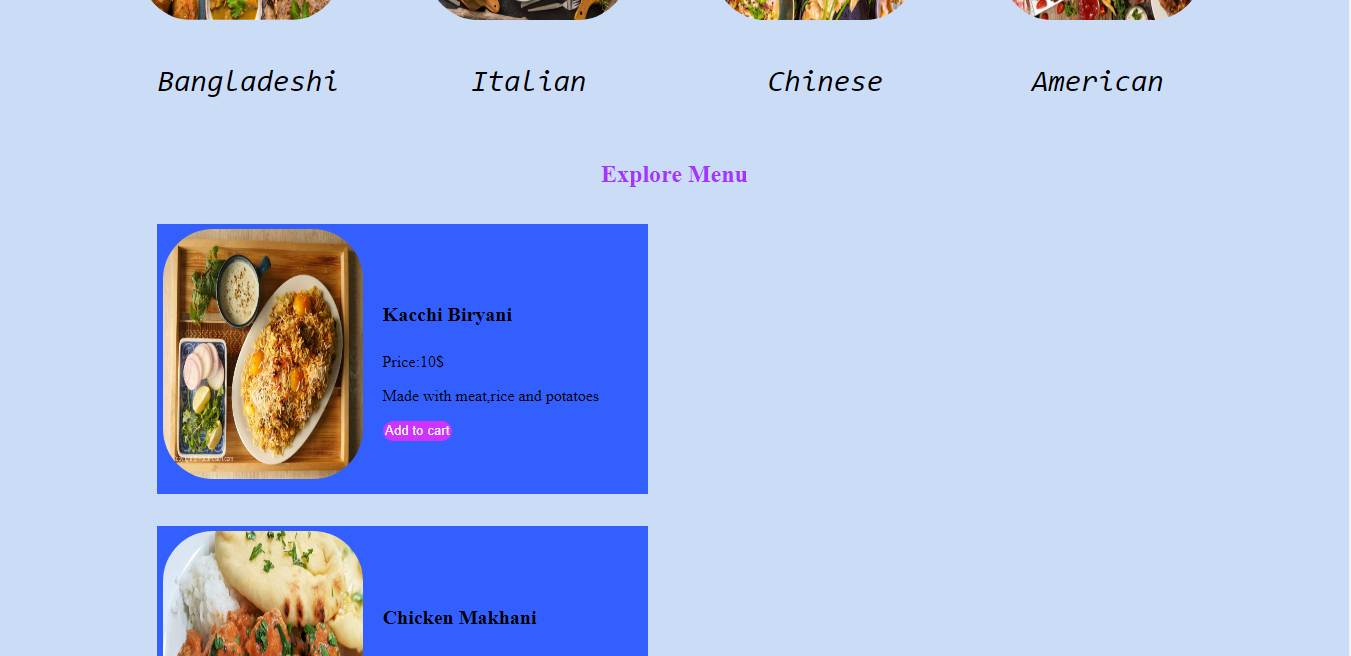 Bangladeshi Italian Chinese American
Explore Menu
Kacchi Biryani
Price:10$
Made with meat,rice and potatoes
Add to cart
Chicken Makhani